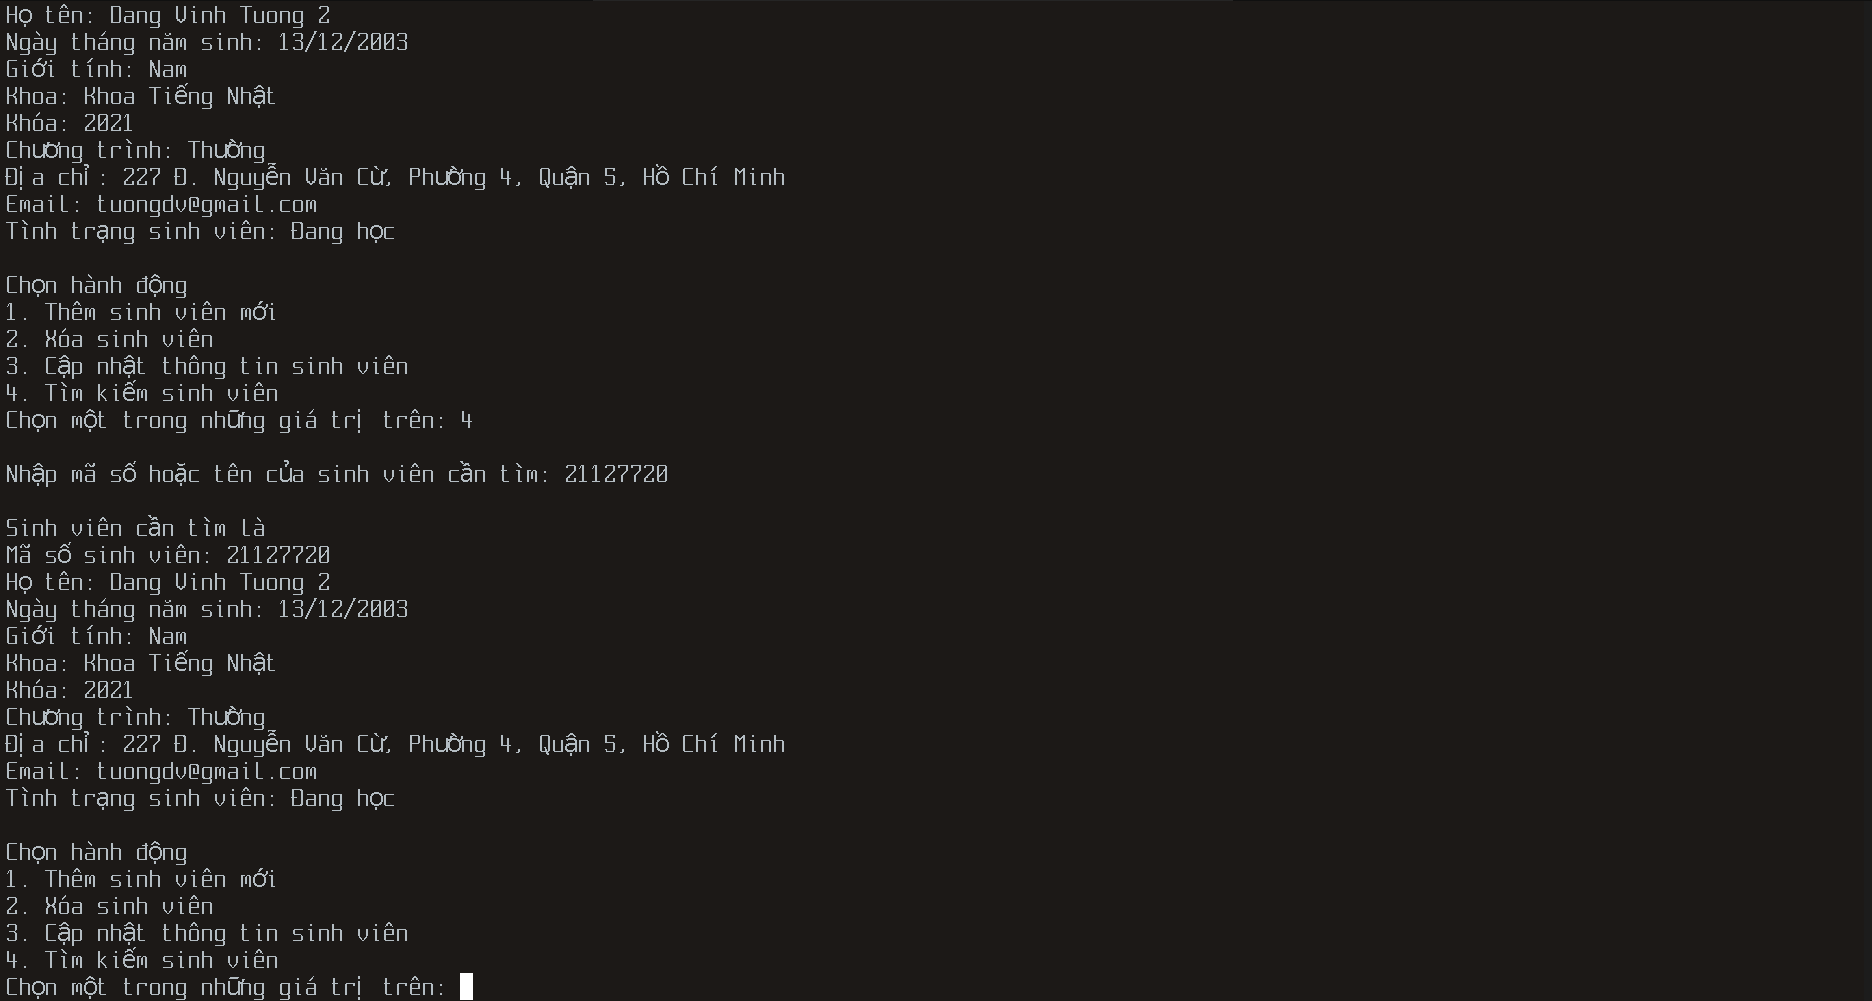 Họ tên: Dang Vinh Tuong 2
Ngày tháng năm sinh: 13/12/2003
Giới tính: Nam
Khoa: Khoa Tiếng Nhật
Khóa: 2021
Chương trình: Thường
Địa chỉ: 227 Đ. Nguyễn Văn Cừ, Phường 4, Quận 5, Hồ Chí Minh
Email: tuongdv@gmail.com
Tình trạng sinh viên: Đang học
Chọn hành động
1. Thêm sinh viên mới
2. Xóa sinh viên
3. Cập nhật thông tin sinh viên
4. Tìm kiếm sinh viên
Chọn một trong những giá trị trên: 4
Nhập mã số hoặc tên của sinh viên cần tìm: 21127720
Sinh viên cần tìm là
Mã số sinh viên: 21127720
Họ tên: Dang Vinh Tuong 2
Ngày tháng năm sinh: 13/12/2003
Giới tính: Nam
Khoa: Khoa Tiếng Nhật
Khóa: 2021
Chương trình: Thường
Địa chỉ: 227 Đ. Nguyễn Văn Cừ, Phường 4, Quận 5, Hồ Chí Minh
Email: tuongdv@gmail.com
Tình trạng sinh viên: Đang học
Chọn hành động
1. Thêm sinh viên mới
2. Xóa sinh viên
3. Cập nhật thông tin sinh viên
4. Tìm kiếm sinh viên
Chọn một trong những giá trị trên: